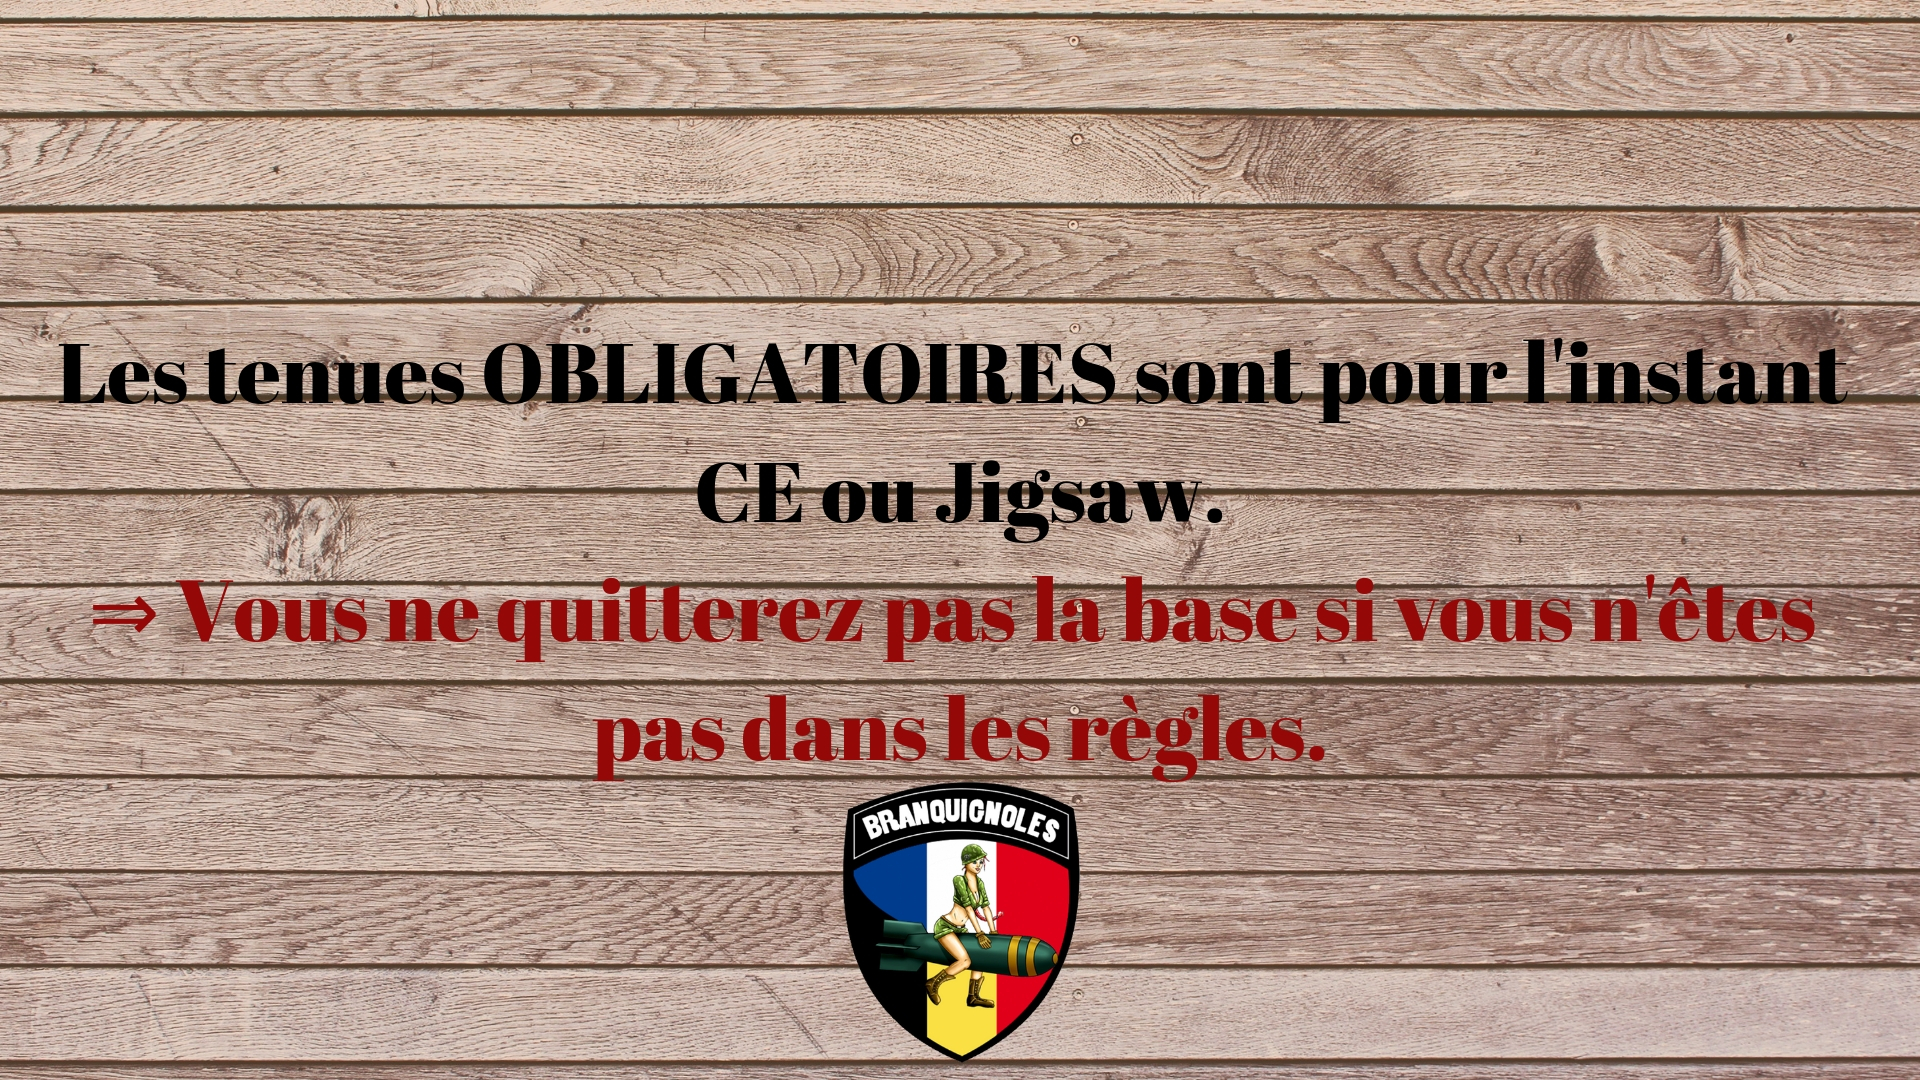 Les tenues OBLIGATOIRES sont pour l'instant
CE ou Jigsaw.
⇒ Vous ne quitterez pas la base si vous n'êtes
pas dans les règles.
BRANQUIGNOLES